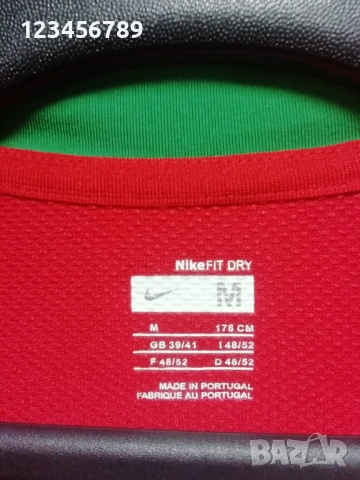 123456789
NikeFIT DRY
M
M 178 CM
GB 39/41 I 48/52
F 48/52 D 46/52
MADE IN PORTUGAL
FABRIQUE AU PORTUGAL
BAZAR